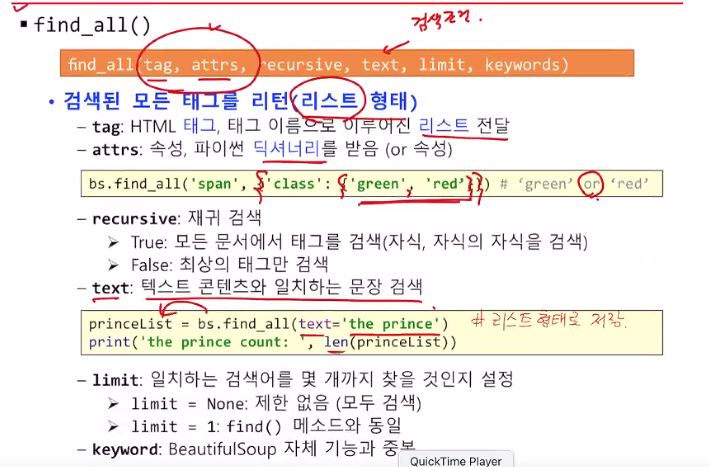 ▪ find_all()
검색조건.
find_all(tag, attrs, recursive, text, limit, keywords)
• 검색된 모든 태그를 리턴(리스트 형태)
– tag: HTML 태그, 태그 이름으로 이루어진 리스트 전달
– attrs: 속성, 파이썬 딕셔너리를 받음 (or 속성)
bs.find_all('span', {'class': {'green', 'red'}}) # 'green' or 'red'
– recursive: 재귀 검색
➤ True: 모든 문서에서 태그를 검색(자식, 자식의 자식을 검색)
➤ False: 최상의 태그만 검색
– text: 텍스트 콘텐츠와 일치하는 문장 검색
princeList = bs.find_all(text='the prince') # 리스트 형태로 저장.
print('the prince count: ', len(princeList))
– limit: 일치하는 검색어를 몇 개까지 찾을 것인지 설정
➤ limit = None: 제한 없음 (모두 검색)
➤ limit = 1: find() 메소드와 동일
– keyword: BeautifulSoup 자체 기능과 중복
QuickTime Player